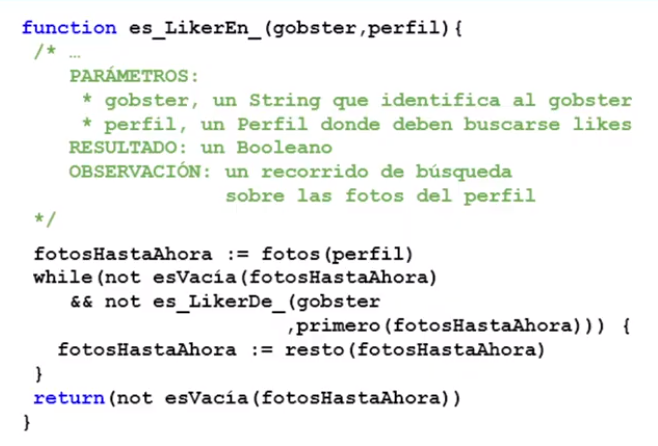 function es_LikerEn_(gobster,perfil){
/* …
PARÁMETROS:
* gobster, un String que identifica al gobster
* perfil, un Perfil donde deben buscarse likes
RESULTADO: un Booleano
OBSERVACIÓN: un recorrido de búsqueda
sobre las fotos del perfil
*/
fotosHastaAhora := fotos(perfil)
while(not esVacía(fotosHastaAhora)
&& not es_LikerDe_(gobster
,primero(fotosHastaAhora))) {
fotosHastaAhora := resto(fotosHastaAhora)
}
return(not esVacía(fotosHastaAhora))
}